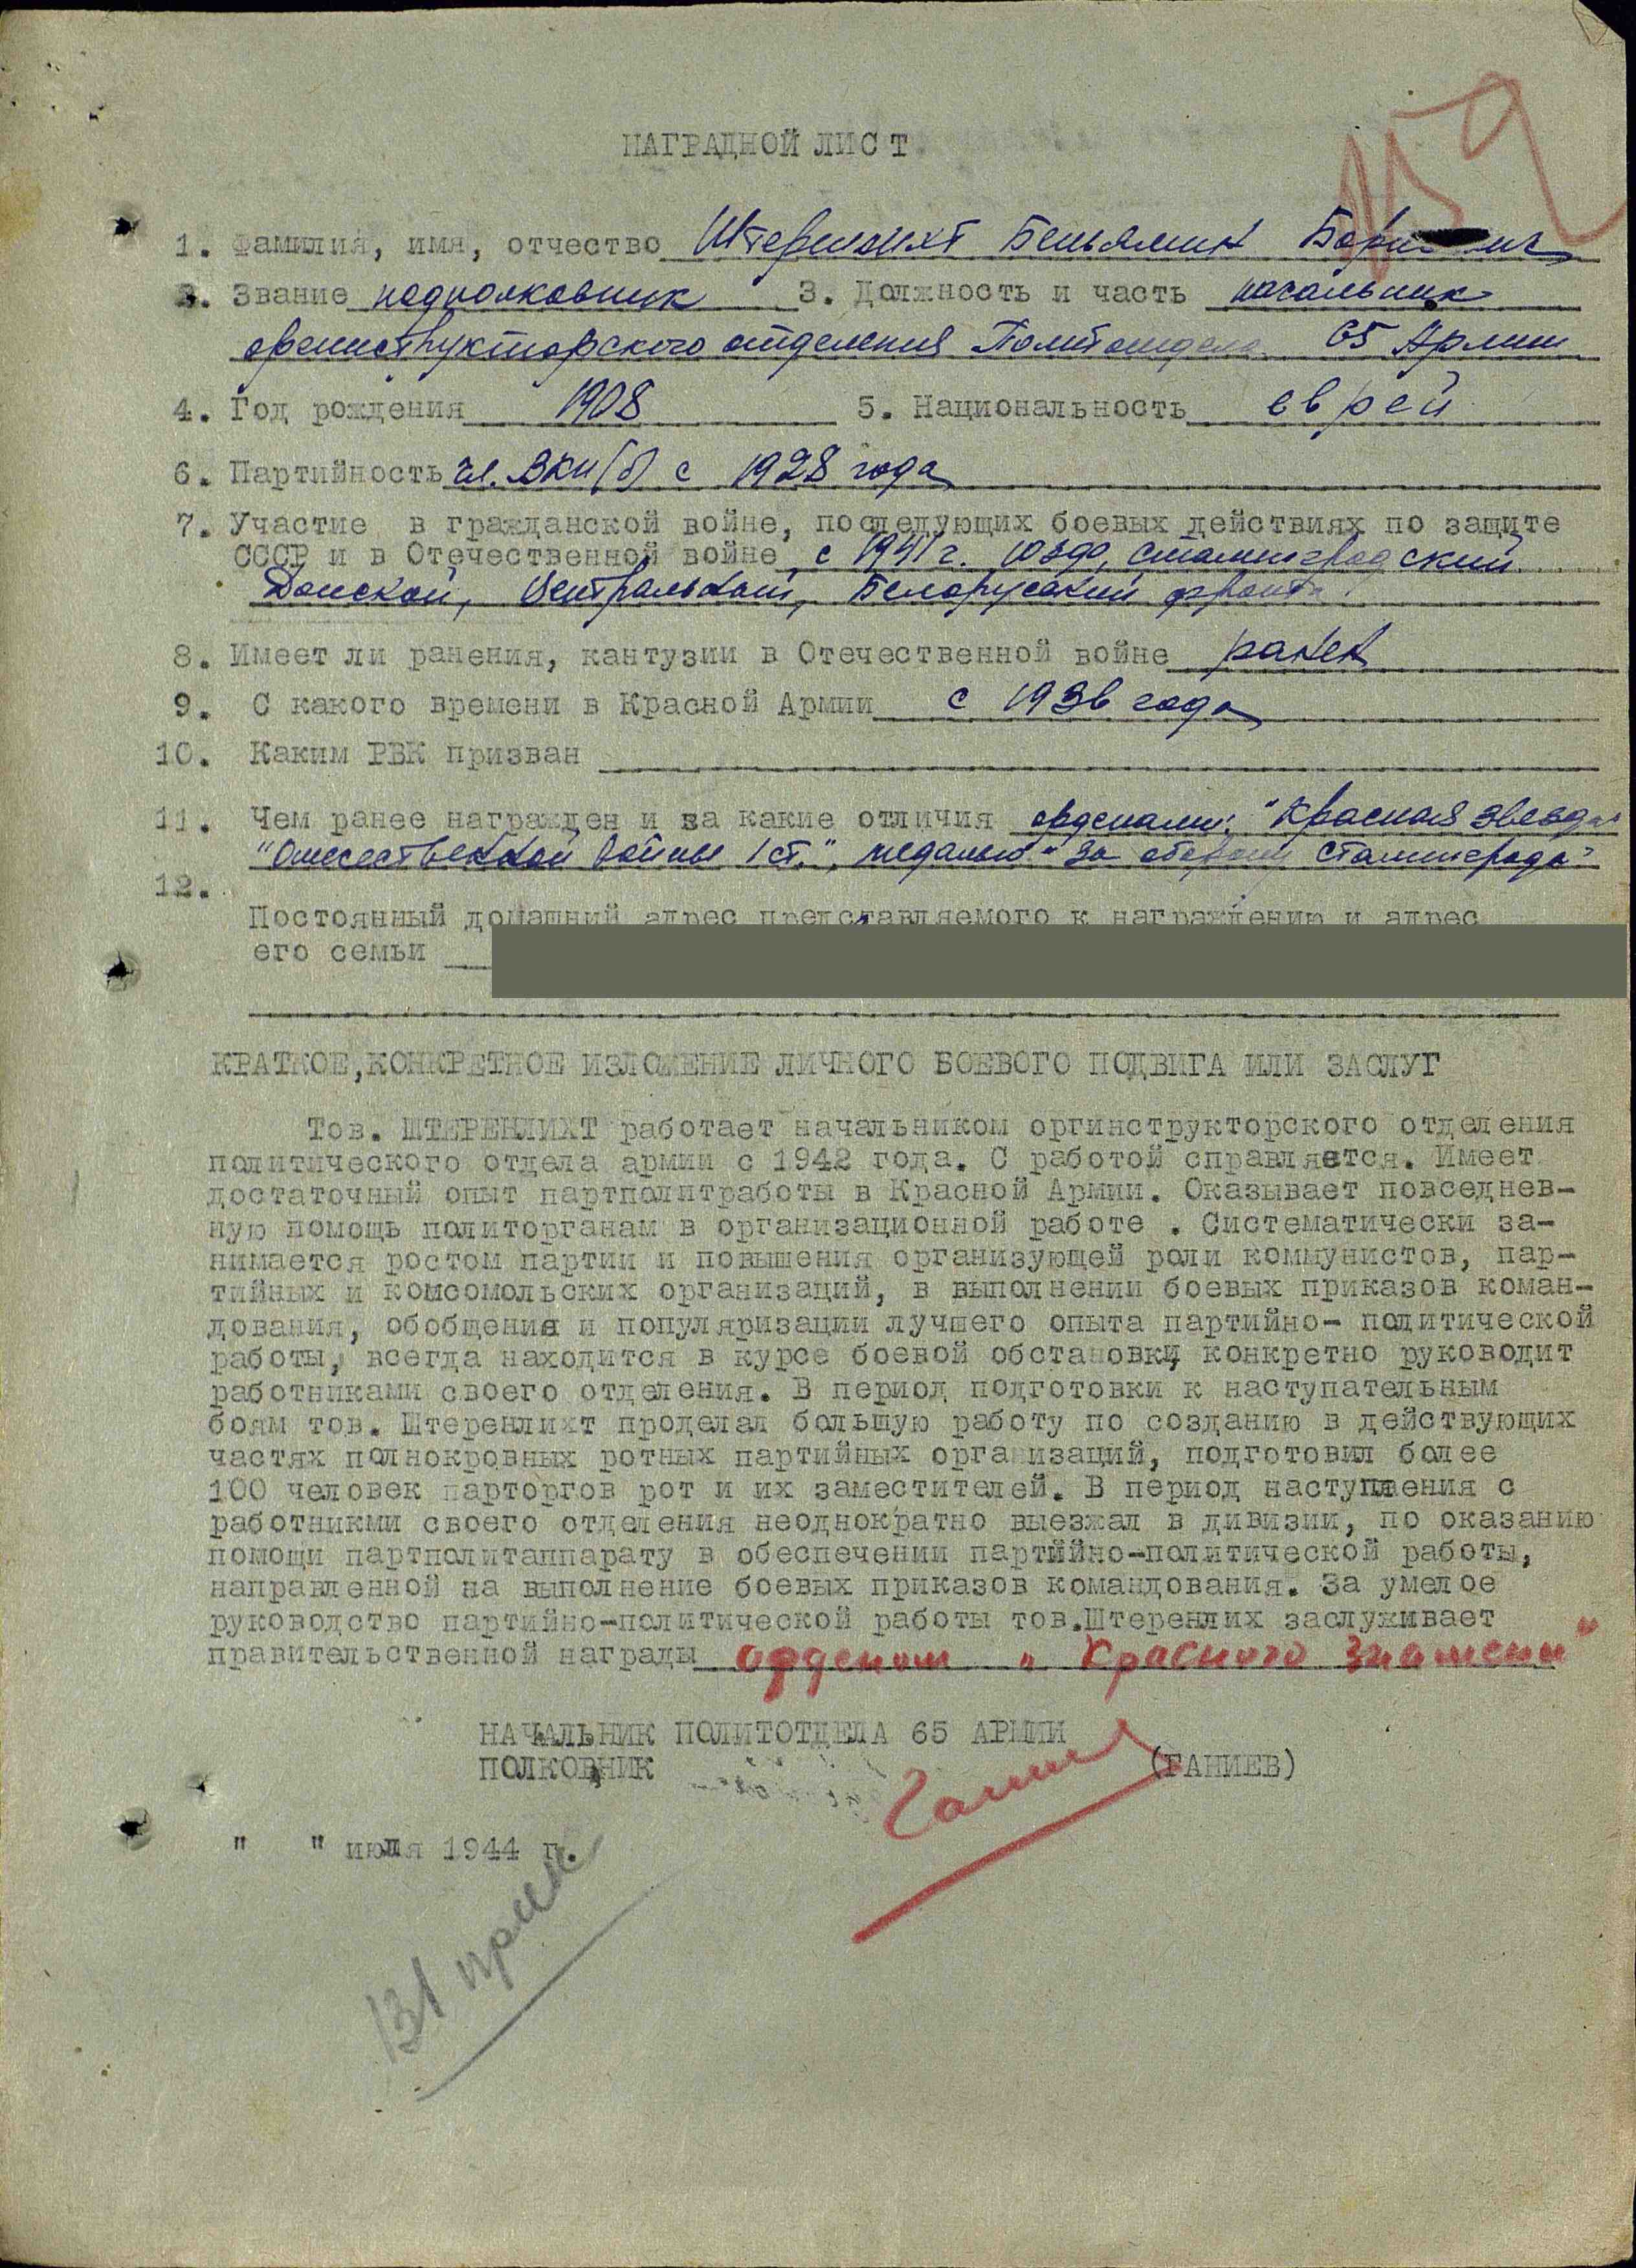 159
НАГРАДНОЙ ЛИСТ
1. Фамилия, имя, отчество Штеренлихт Беньямин Борисович
2. Звание подполковник 3. Должность и часть начальник
оргинструкторского отделения Политотдела 65 Армии
4. Год рождения 1908 5. Национальность еврей
6. Партийность чл. ВКП(б) с 1928 года
7. Участие в гражданской войне, последующих боевых действиях по защите
СССР и в Отечественной войне с 1941 г. Юзфр, Сталинградский
Донской, Центральный, Белорусский фронт
8. Имеет ли ранения, кантузии в Отечественной войне ранен
9. С какого времени в Красной Армии с 1936 года
10. Каким РВК призван
11. Чем ранее награжден и за какие отличия орденами: "Красная звезда"
"Отечественной войны 1 ст.", медалью "За оборону Сталинграда"
12.
Постоянный домашний адрес представляемого к награждению и адрес
его семьи
КРАТКОЕ, КОНКРЕТНОЕ ИЗЛОЖЕНИЕ ЛИЧНОГО БОЕВОГО ПОДВИГА ИЛИ ЗАСЛУГ
Тов. ШТЕРЕНЛИХТ работает начальником оргинструкторского отделения
политического отдела армии с 1942 года. С работой справляется. Имеет
достаточный опыт партполитработы в Красной Армии. Оказывает повседнев-
ную помощь политорганам в организационной работе . Систематически за-
нимается ростом партии и повышения организующей роли коммунистов, пар-
тийных и комсомольских организаций, в выполнении боевых приказов коман-
дования, обобщения и популяризации лучшего опыта партийно- политической
работы, всегда находится в курсе боевой обстановки, конкретно руководит
работниками своего отделения. В период подготовки к наступательным
боям тов. Штеренлихт проделал большую работу по созданию в действующих
частях полнокровных ротных партийных организаций, подготовил более
100 человек парторгов рот и их заместителей. В период наступления с
работникми своего отделения неоднократно выезжал в дивизии, по оказанию
помощи партполитаппарату в обеспечении партийно-политической работы,
направленной на выполнение боевых приказов командования. За умелое
руководство партийно-политической работы тов.Штеренлих заслуживает
правительственной награды орденом "Красного Знамени"
НАЧАЛЬНИК ПОЛИТОТДЕЛА 65 АРМИИ
ПОЛКОВНИК Ганиев (ГАНИЕВ)
" " июля 1944 г.
131 прик